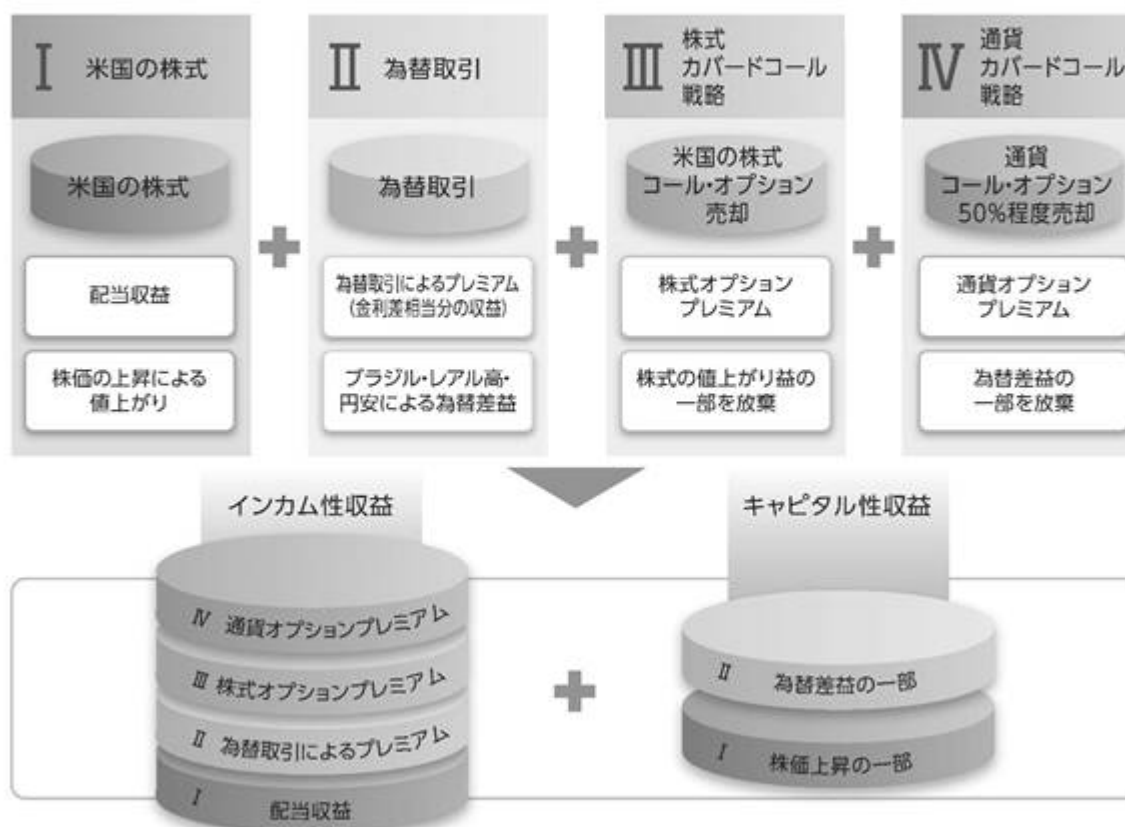 I 米国の株式
II 為替取引
III 株式
カバードコール
戦略
IV 通貨
カバードコール
戦略
米国の株式
為替取引
米国の株式
コール・オプション
売却
通貨
コール・オプション
50%程度売却
配当収益
為替取引によるプレミアム
(金利差相当分の収益)
株式オプション
プレミアム
通貨オプション
プレミアム
株価の上昇による
値上がり
ブラジル・レアル高・
円安による為替差益
株式の値上がり益の
一部を放棄
為替差益の
一部を放棄
インカム性収益
キャピタル性収益
IV 通貨オプションプレミアム
III 株式オプションプレミアム
II 為替取引によるプレミアム
I 配当収益
II 為替差益の一部
I 株価上昇の一部